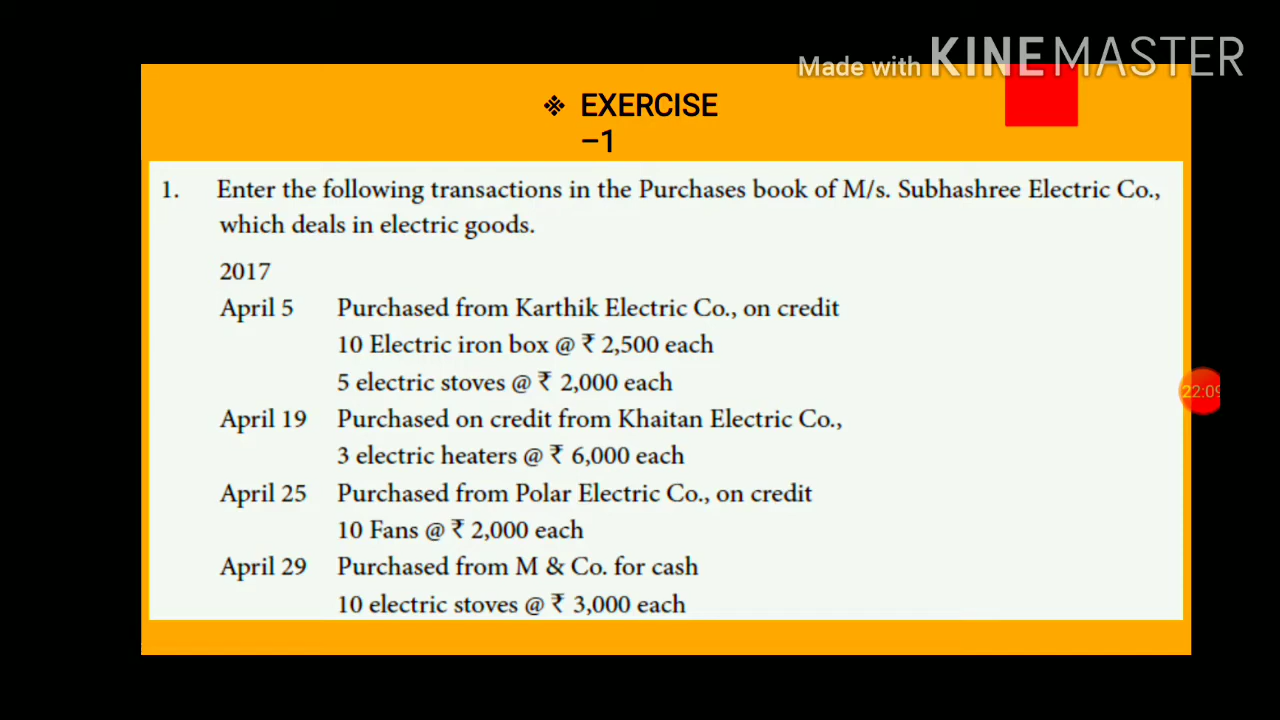 Made with KINEMASTER
❖ EXERCISE
–1
1. Enter the following transactions in the Purchases book of M/s. Subhashree Electric Co.,
which deals in electric goods.
2017
April 5 Purchased from Karthik Electric Co., on credit
10 Electric iron box @ ₹ 2,500 each
5 electric stoves @ ₹ 2,000 each
April 19 Purchased on credit from Khaitan Electric Co.,
3 electric heaters @ ₹ 6,000 each
22:09
April 25 Purchased from Polar Electric Co., on credit
10 Fans @ ₹ 2,000 each
April 29 Purchased from M & Co. for cash
10 electric stoves @ ₹ 3,000 each